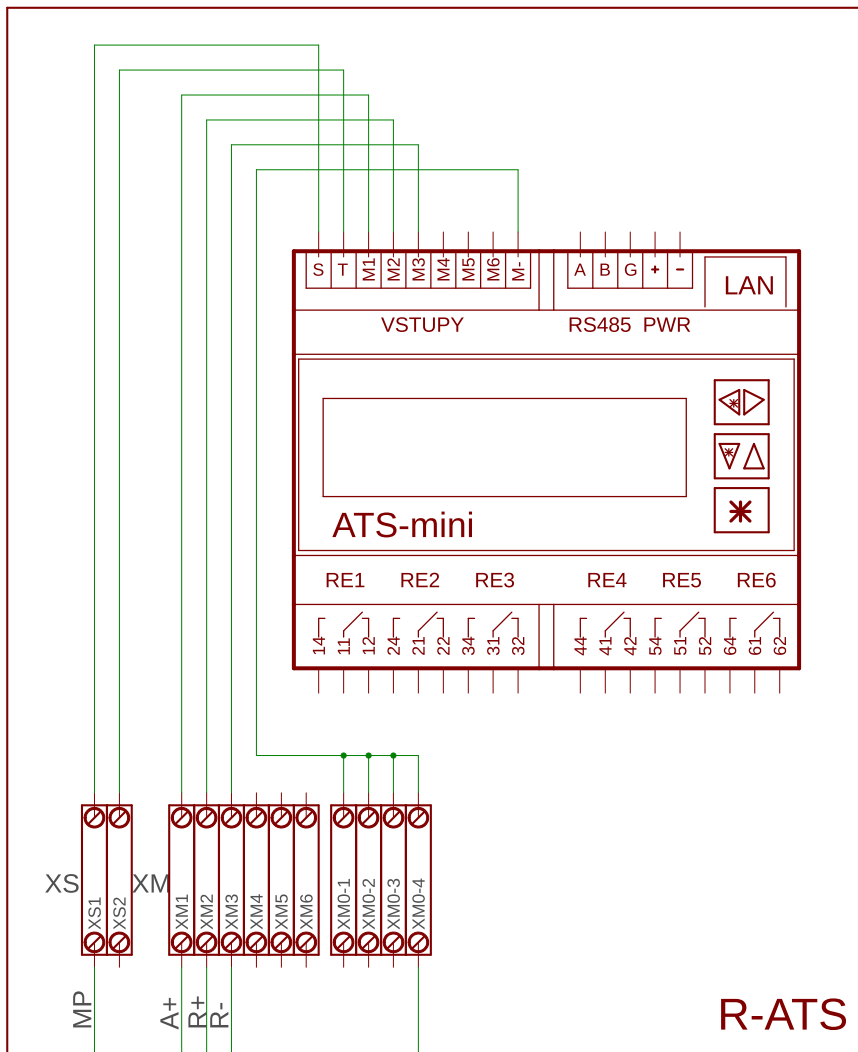 S T M1 M2 M3 M4 M5 M6 M- A B G + - LAN
VSTUPY RS485 PWR
ATS-mini
RE1 RE2 RE3 RE4 RE5 RE6
14 11 12 24 21 22 34 31 32 44 41 42 54 51 52 64 61 62
XS XS1 XS2 XM XM1 XM2 XM3 XM4 XM5 XM6 XM0-1 XM0-2 XM0-3 XM0-4
MP A+ R+ R-
R-ATS